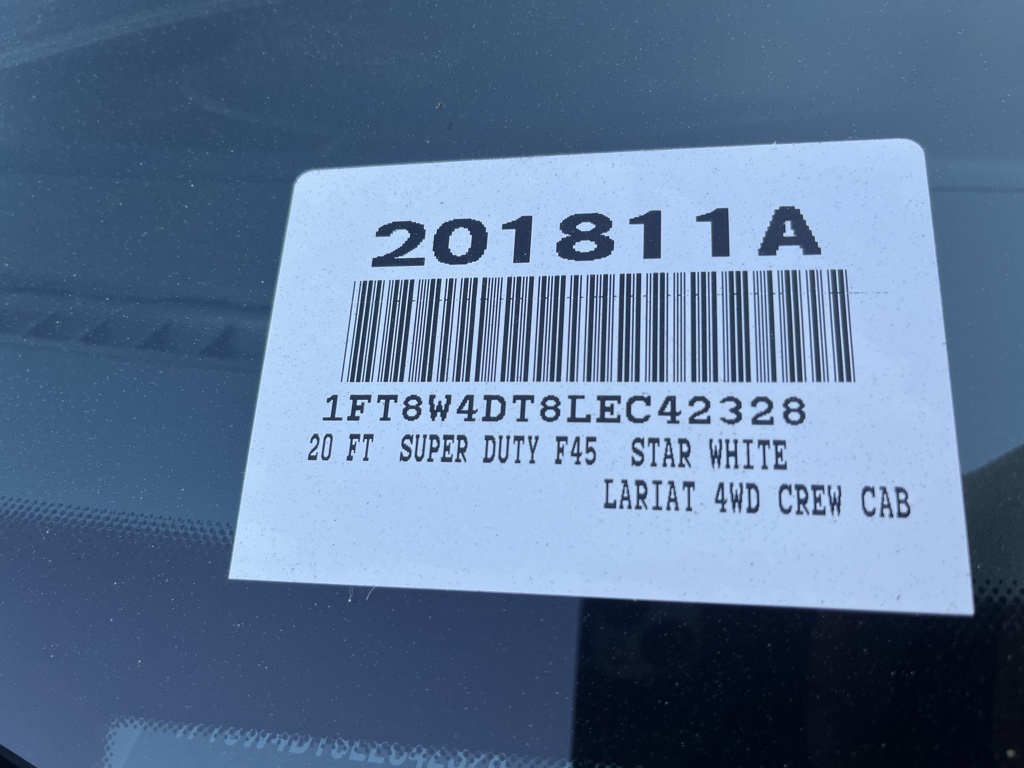 201811A
1FT8W4DT8LEC42328
20 FT SUPER DUTY F45 STAR WHITE
LARIAT 4WD CREW CAB